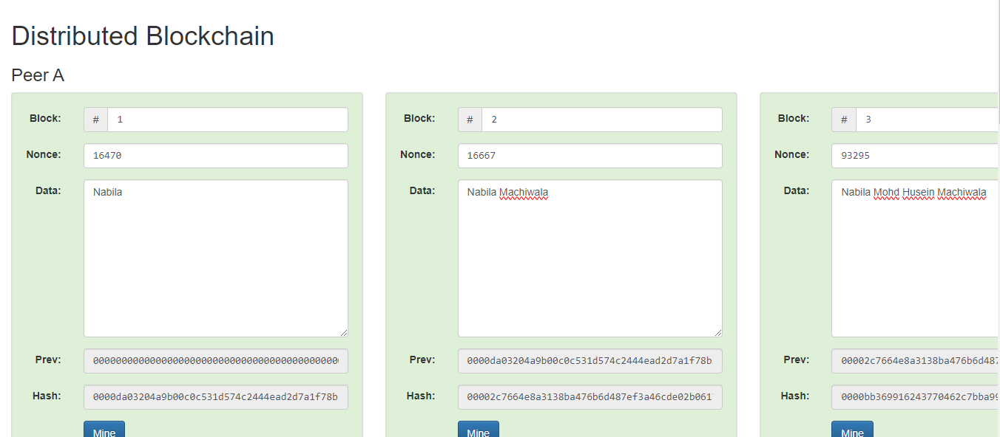 Distributed Blockchain
Peer A
Block: # 1
Nonce: 16470
Data: Nabila
Prev: 000000000000000000000000000000000000000000000
Hash: 0000da03204a9b00c0c531d574c2444ead2d7a1f78b
Mine
Block: # 2
Nonce: 16667
Data: Nabila Machiwala
Prev: 0000da03204a9b00c0c531d574c2444ead2d7a1f78b
Hash: 00002c7664e8a3138ba476b6d487ef3a46cde02b061
Mine
Block: # 3
Nonce: 93295
Data: Nabila Mohd Husein Machiwala
Prev: 00002c7664e8a3138ba476b6d487
Hash: 0000bb369916243770462c7bba99
Mine